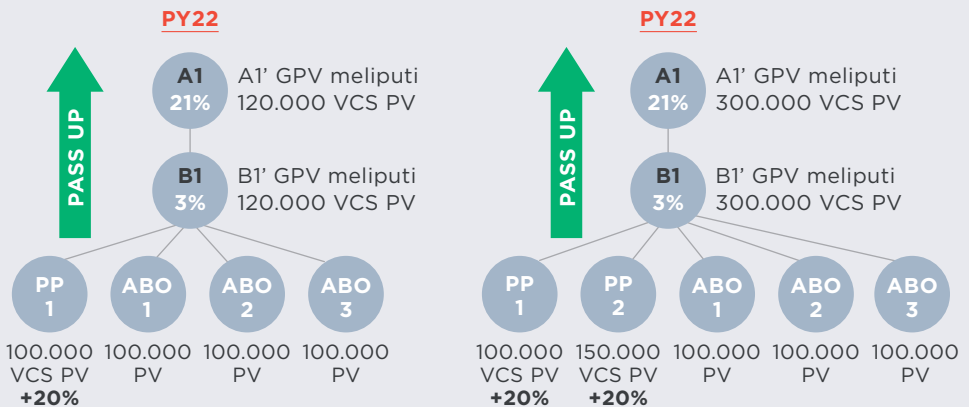 PY22
PASS UP
A1
21%
A1' GPV meliputi
120.000 VCS PV
B1
3%
B1' GPV meliputi
120.000 VCS PV
PP
1
ABO
1
ABO
2
ABO
3
100.000
VCS PV
+20%
100.000
PV
100.000
PV
100.000
PV
PY22
PASS UP
A1
21%
A1' GPV meliputi
300.000 VCS PV
B1
3%
B1' GPV meliputi
300.000 VCS PV
PP
1
PP
2
ABO
1
ABO
2
ABO
3
100.000
VCS PV
+20%
150.000
VCS PV
+20%
100.000
PV
100.000
PV
100.000
PV